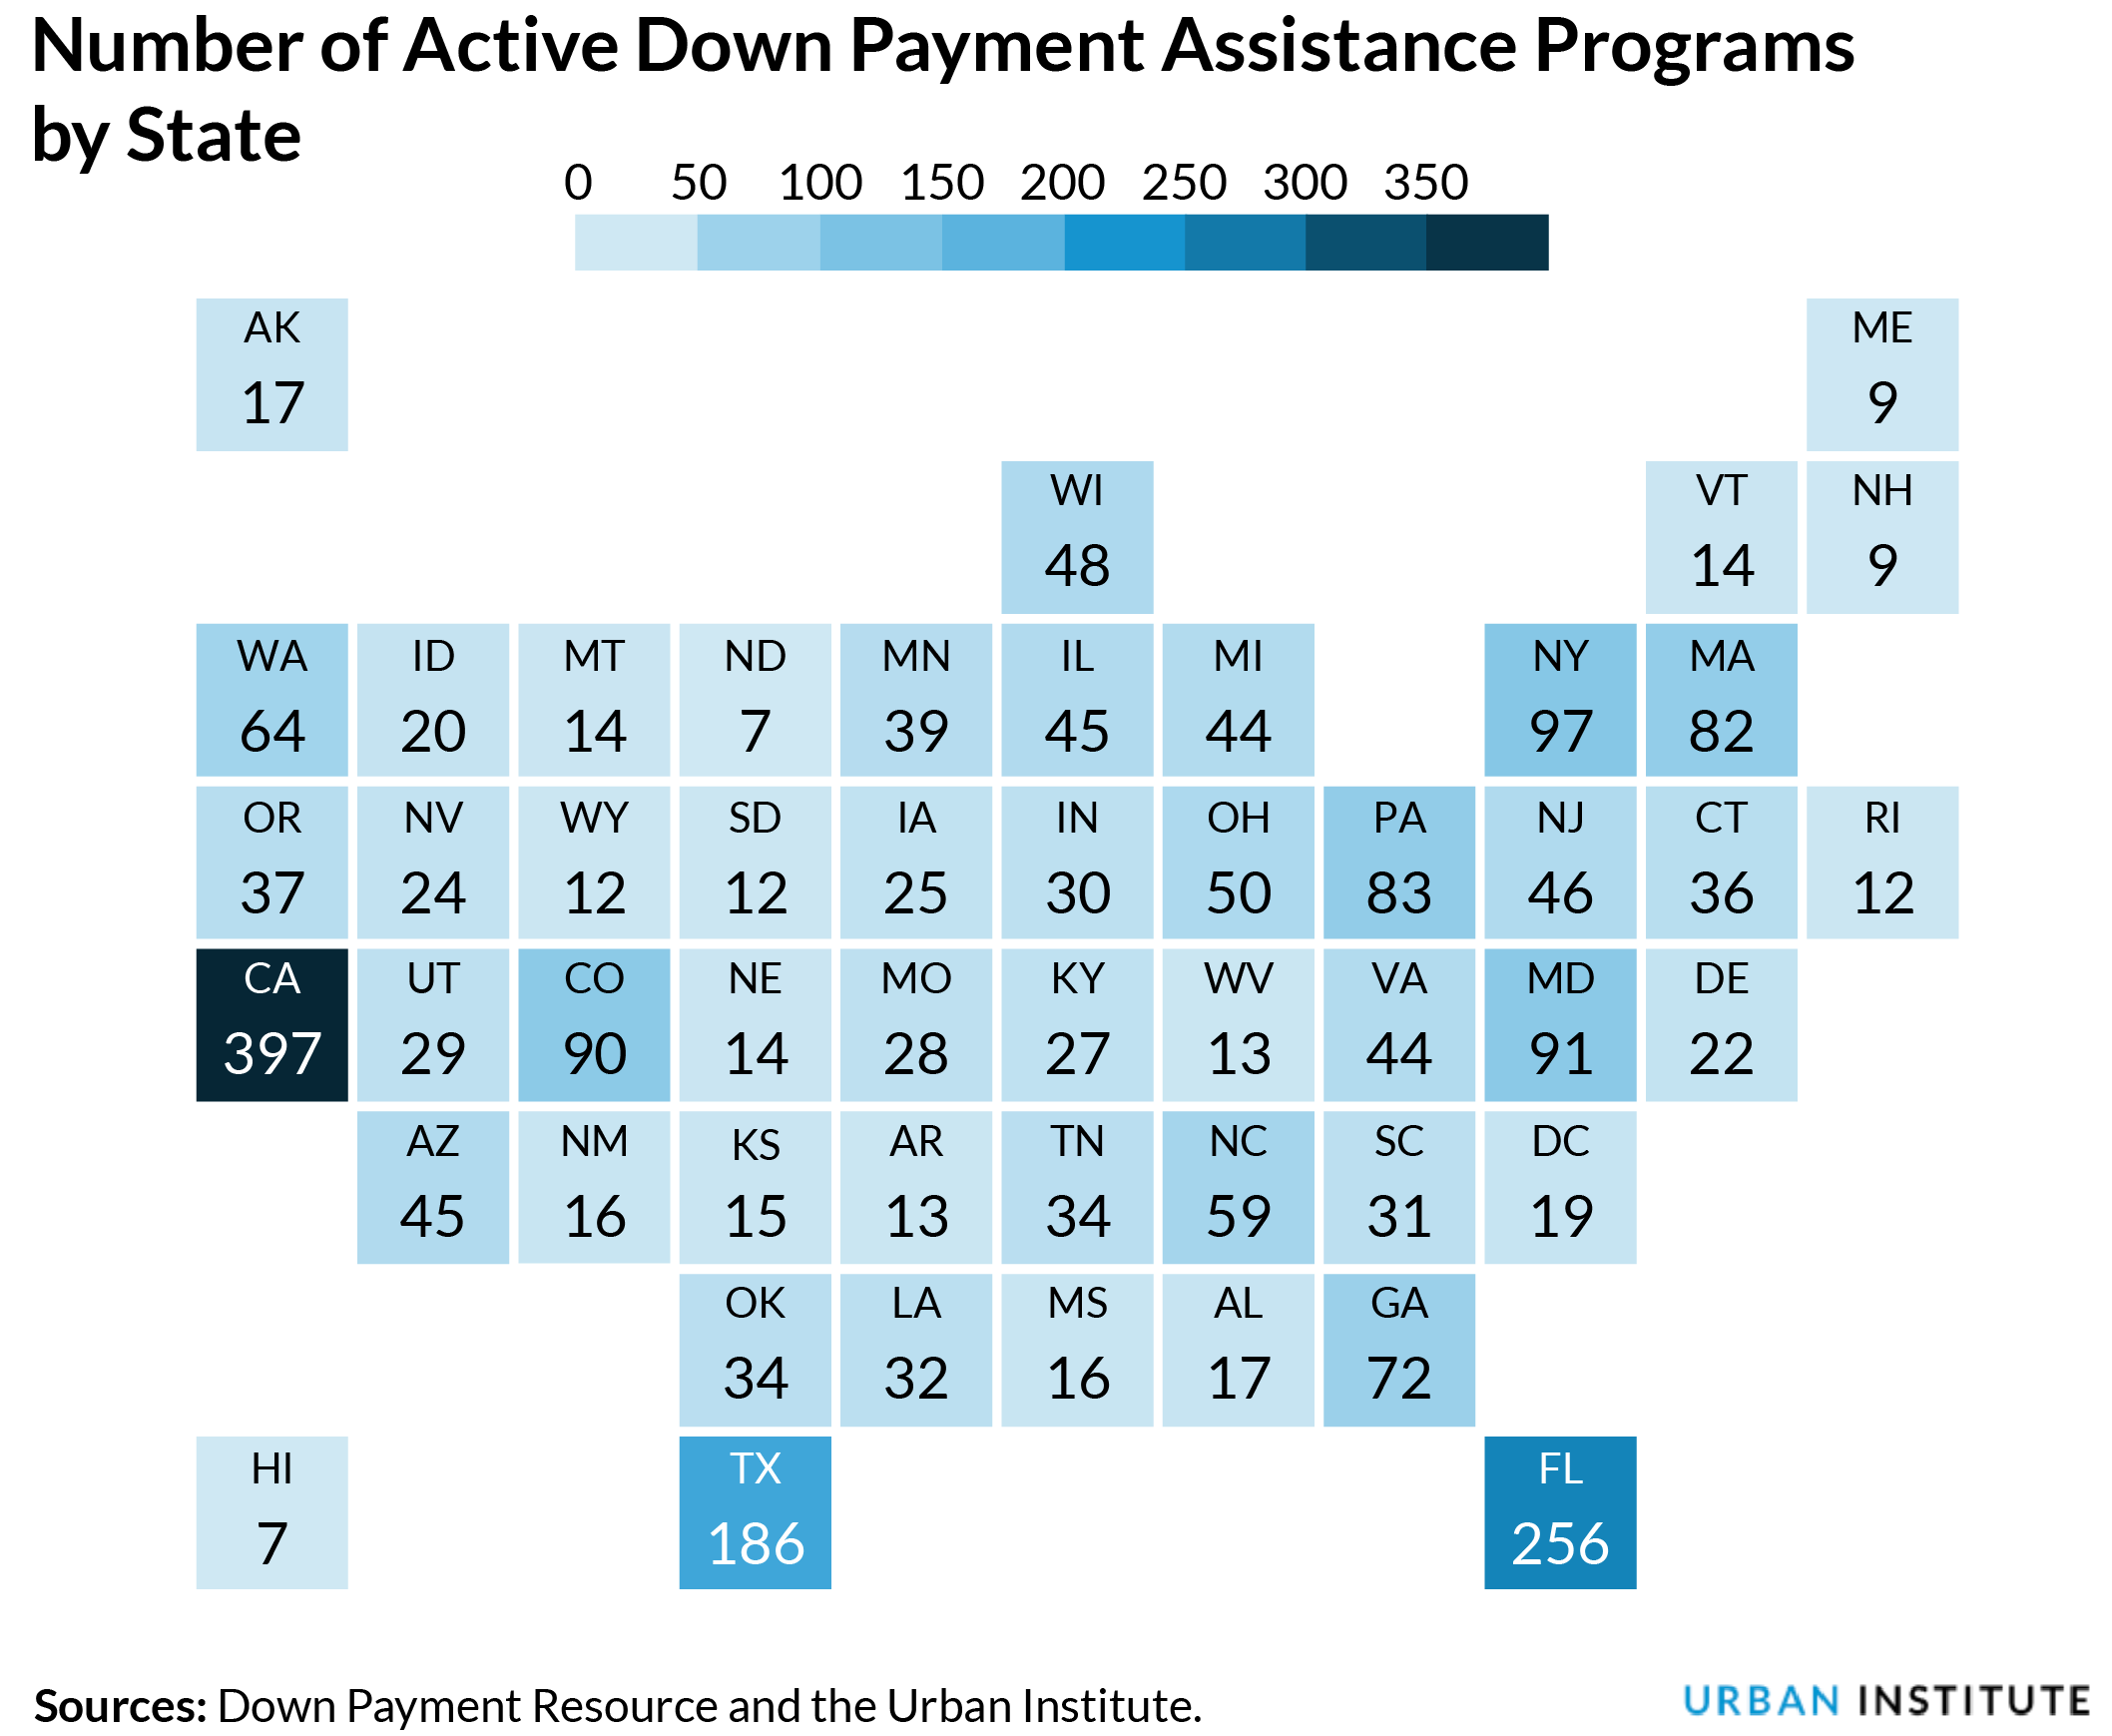 Number of Active Down Payment Assistance Programs
by State
0 50 100 150 200 250 300 350
AK ME
17 9
WI VT NH
48 14 9
WA ID MT ND MN IL MI NY MA
64 20 14 7 39 45 44 97 82
OR NV WY SD IA IN OH PA NJ CT RI
37 24 12 12 25 30 50 83 46 36 12
CA UT CO NE MO KY WV VA MD DE
397 29 90 14 28 27 13 44 91 22
AZ NM KS AR TN NC SC DC
45 16 15 13 34 59 31 19
OK LA MS AL GA
34 32 16 17 72
HI TX FL
7 186 256
Sources: Down Payment Resource and the Urban Institute.
URBAN INSTITUTE